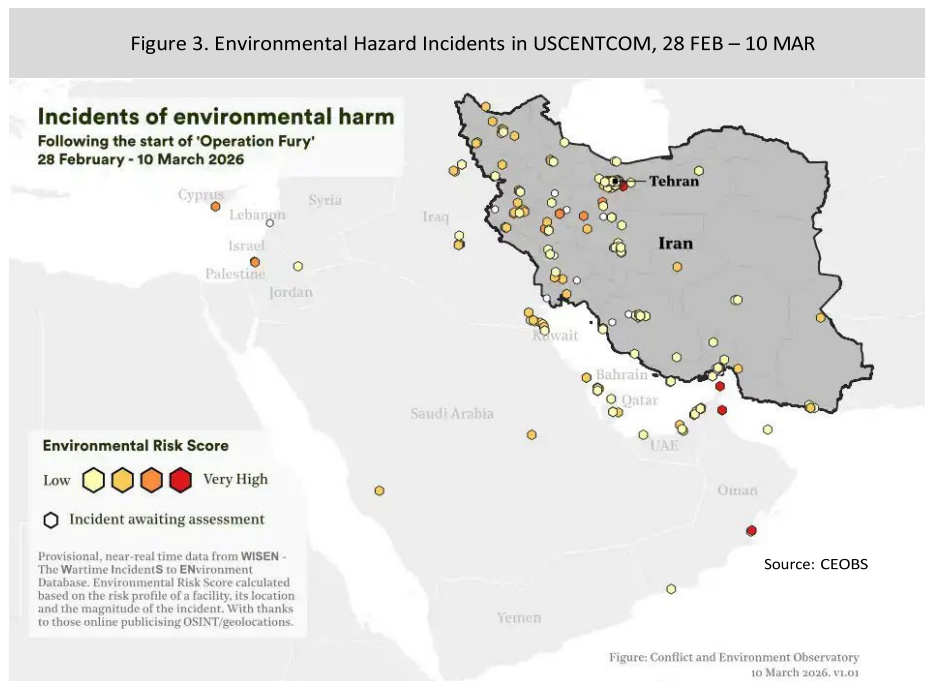 Figure 3. Environmental Hazard Incidents in USCENTCOM, 28 FEB – 10 MAR
Incidents of environmental harm
Following the start of 'Operation Fury'
28 February - 10 March 2026
Cyprus
Lebanon
Syria
Iraq
Israel
Palestine
Jordan
Tehran
Iran
Kuwait
Bahrain
Qatar
Saudi Arabia
UAE
Oman
Yemen
Environmental Risk Score
Low
Very High
Incident awaiting assessment
Provisional, near-real time data from WISEN -
The Wartime IncidentS to ENvironment
Database. Environmental Risk Score calculated
based on the risk profile of a facility, its location
and the magnitude of the incident. With thanks
to those online publicising OSINT/geolocations.
Source: CEOBS
Figure: Conflict and Environment Observatory
10 March 2026. v1.01